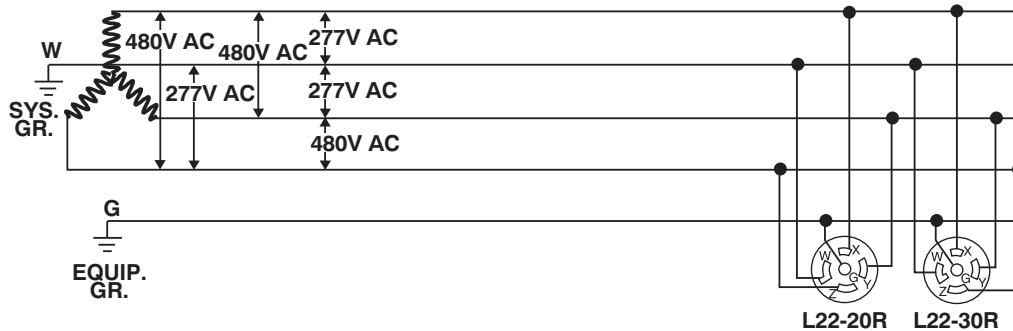 480V AC
277V AC
480V AC
W
277V AC
277V AC
SYS.
GR.
480V AC
G
EQUIP.
GR.
X
W
G
Y
Z
X
W
G
Y
Z
L22-20R
L22-30R